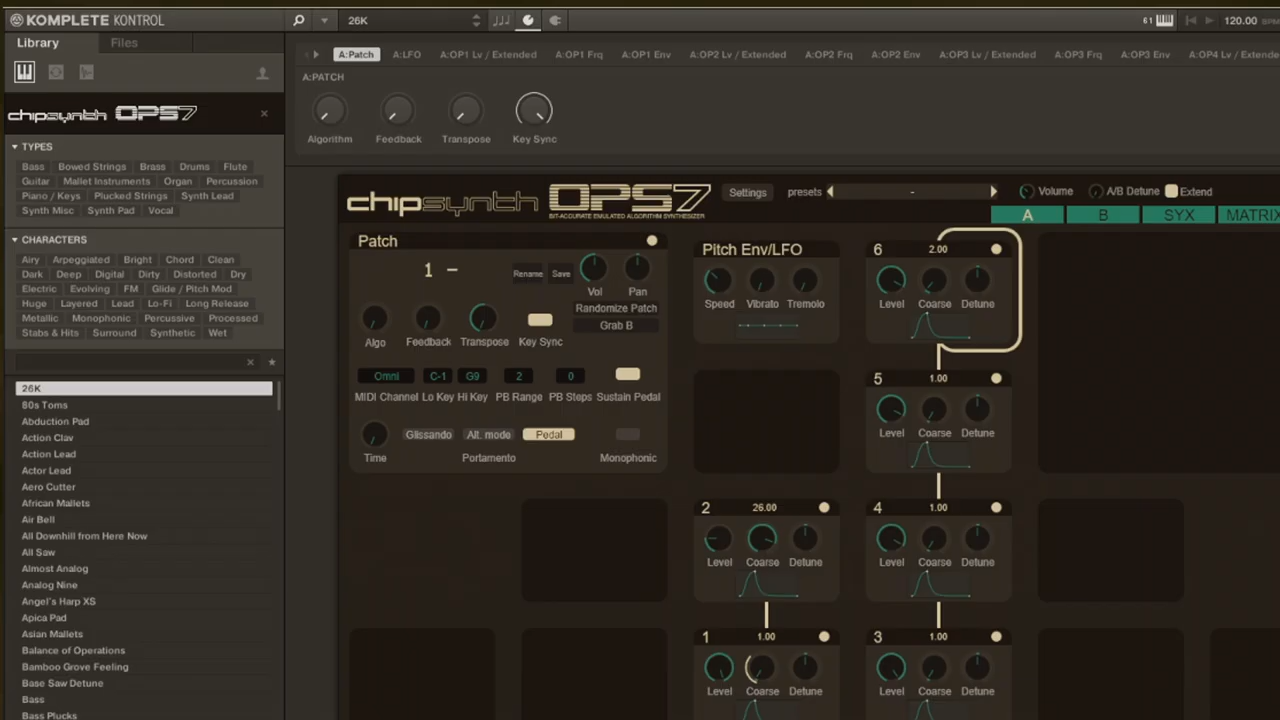 KOMPLETE KONTROL
26K
61
120.00 BPM
Library Files
A:Patch A:LFO A:OP1 Lv / Extended A:OP1 Frq A:OP1 Env A:OP2 Lv / Extended A:OP2 Frq A:OP2 Env A:OP3 Lv / Extended A:OP3 Frq A:OP3 Env A:OP4 Lv / Extende
A:PATCH
Algorithm Feedback Transpose Key Sync
chipsynth OPS7
TYPES
Bass Bowed Strings Brass Drums Flute
Guitar Mallet Instruments Organ Percussion
Piano / Keys Plucked Strings Synth Lead
Synth Misc Synth Pad Vocal
CHARACTERS
Airy Arpeggiated Bright Chord Clean
Dark Deep Digital Dirty Distorted Dry
Electric Evolving FM Glide / Pitch Mod
Huge Layered Lead Lo-Fi Long Release
Metallic Monophonic Percussive Processed
Stabs & Hits Surround Synthetic Wet
26K
80s Toms
Abduction Pad
Action Clav
Action Lead
Actor Lead
Aero Cutter
African Mallets
Air Bell
All Downhill from Here Now
All Saw
Almost Analog
Analog Nine
Angel's Harp XS
Apica Pad
Asian Mallets
Balance of Operations
Bamboo Grove Feeling
Base Saw Detune
Bass
Bass Plucks
chipsynth OPS7
BIT-ACCURATE EMULATED ALGORITHM SYNTHESIZER
Settings presets - Volume A/B Detune Extend
A B SYX MATRIX
Patch
1 -
Rename Save
Vol Pan
Randomize Patch
Grab B
Algo Feedback Transpose Key Sync
Omni C-1 G9 2 0
MIDI Channel Lo Key Hi Key PB Range PB Steps Sustain Pedal
Glissando Alt. mode Pedal
Time Portamento Monophonic
Pitch Env/LFO
Speed Vibrato Tremolo
6 2.00
Level Coarse Detune
5 1.00
Level Coarse Detune
2 26.00
Level Coarse Detune
4 1.00
Level Coarse Detune
1 1.00
Level Coarse Detune
3 1.00
Level Coarse Detune